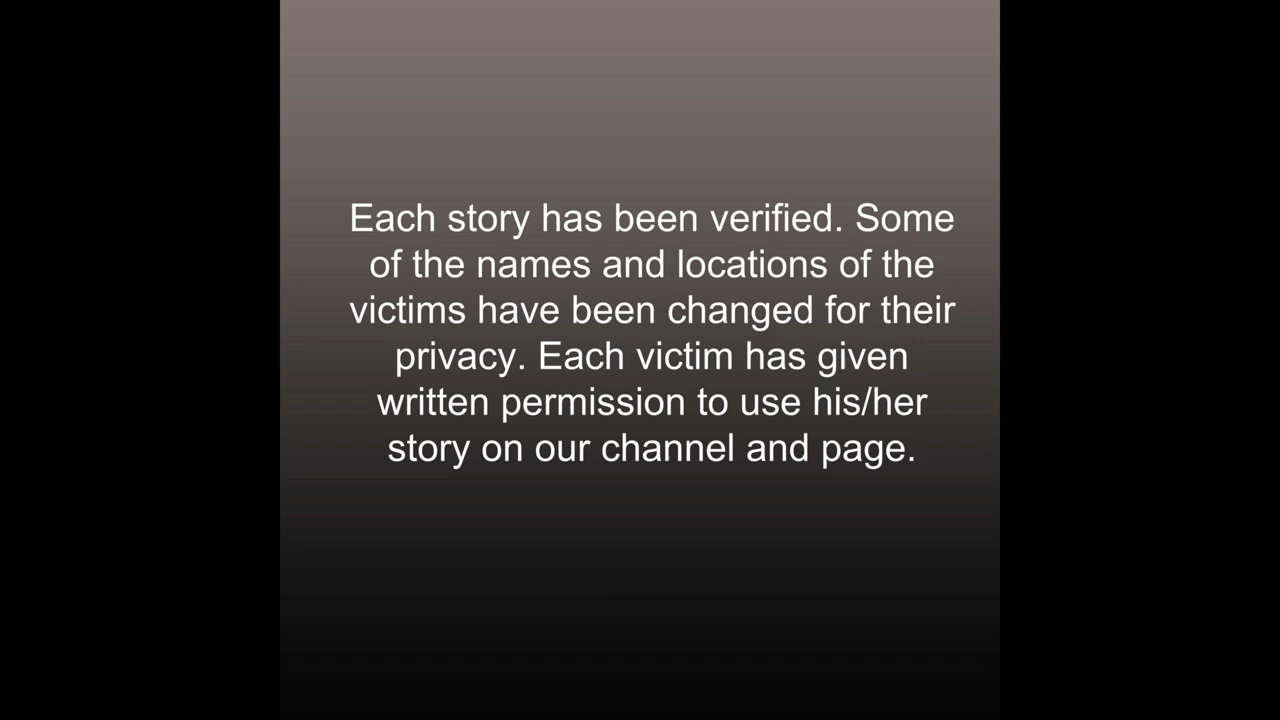 Each story has been verified. Some
of the names and locations of the
victims have been changed for their
privacy. Each victim has given
written permission to use his/her
story on our channel and page.